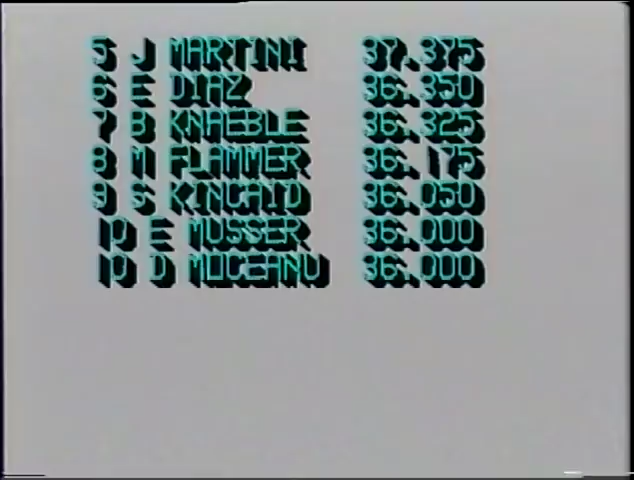 5 J MARTINI 37.375
6 E DIAZ 36.350
7 B KNAEBLE 36.325
8 M FLAMMER 36.175
9 S KINCAID 36.050
10 E MUSSER 36.000
10 D MOCEANU 36.000